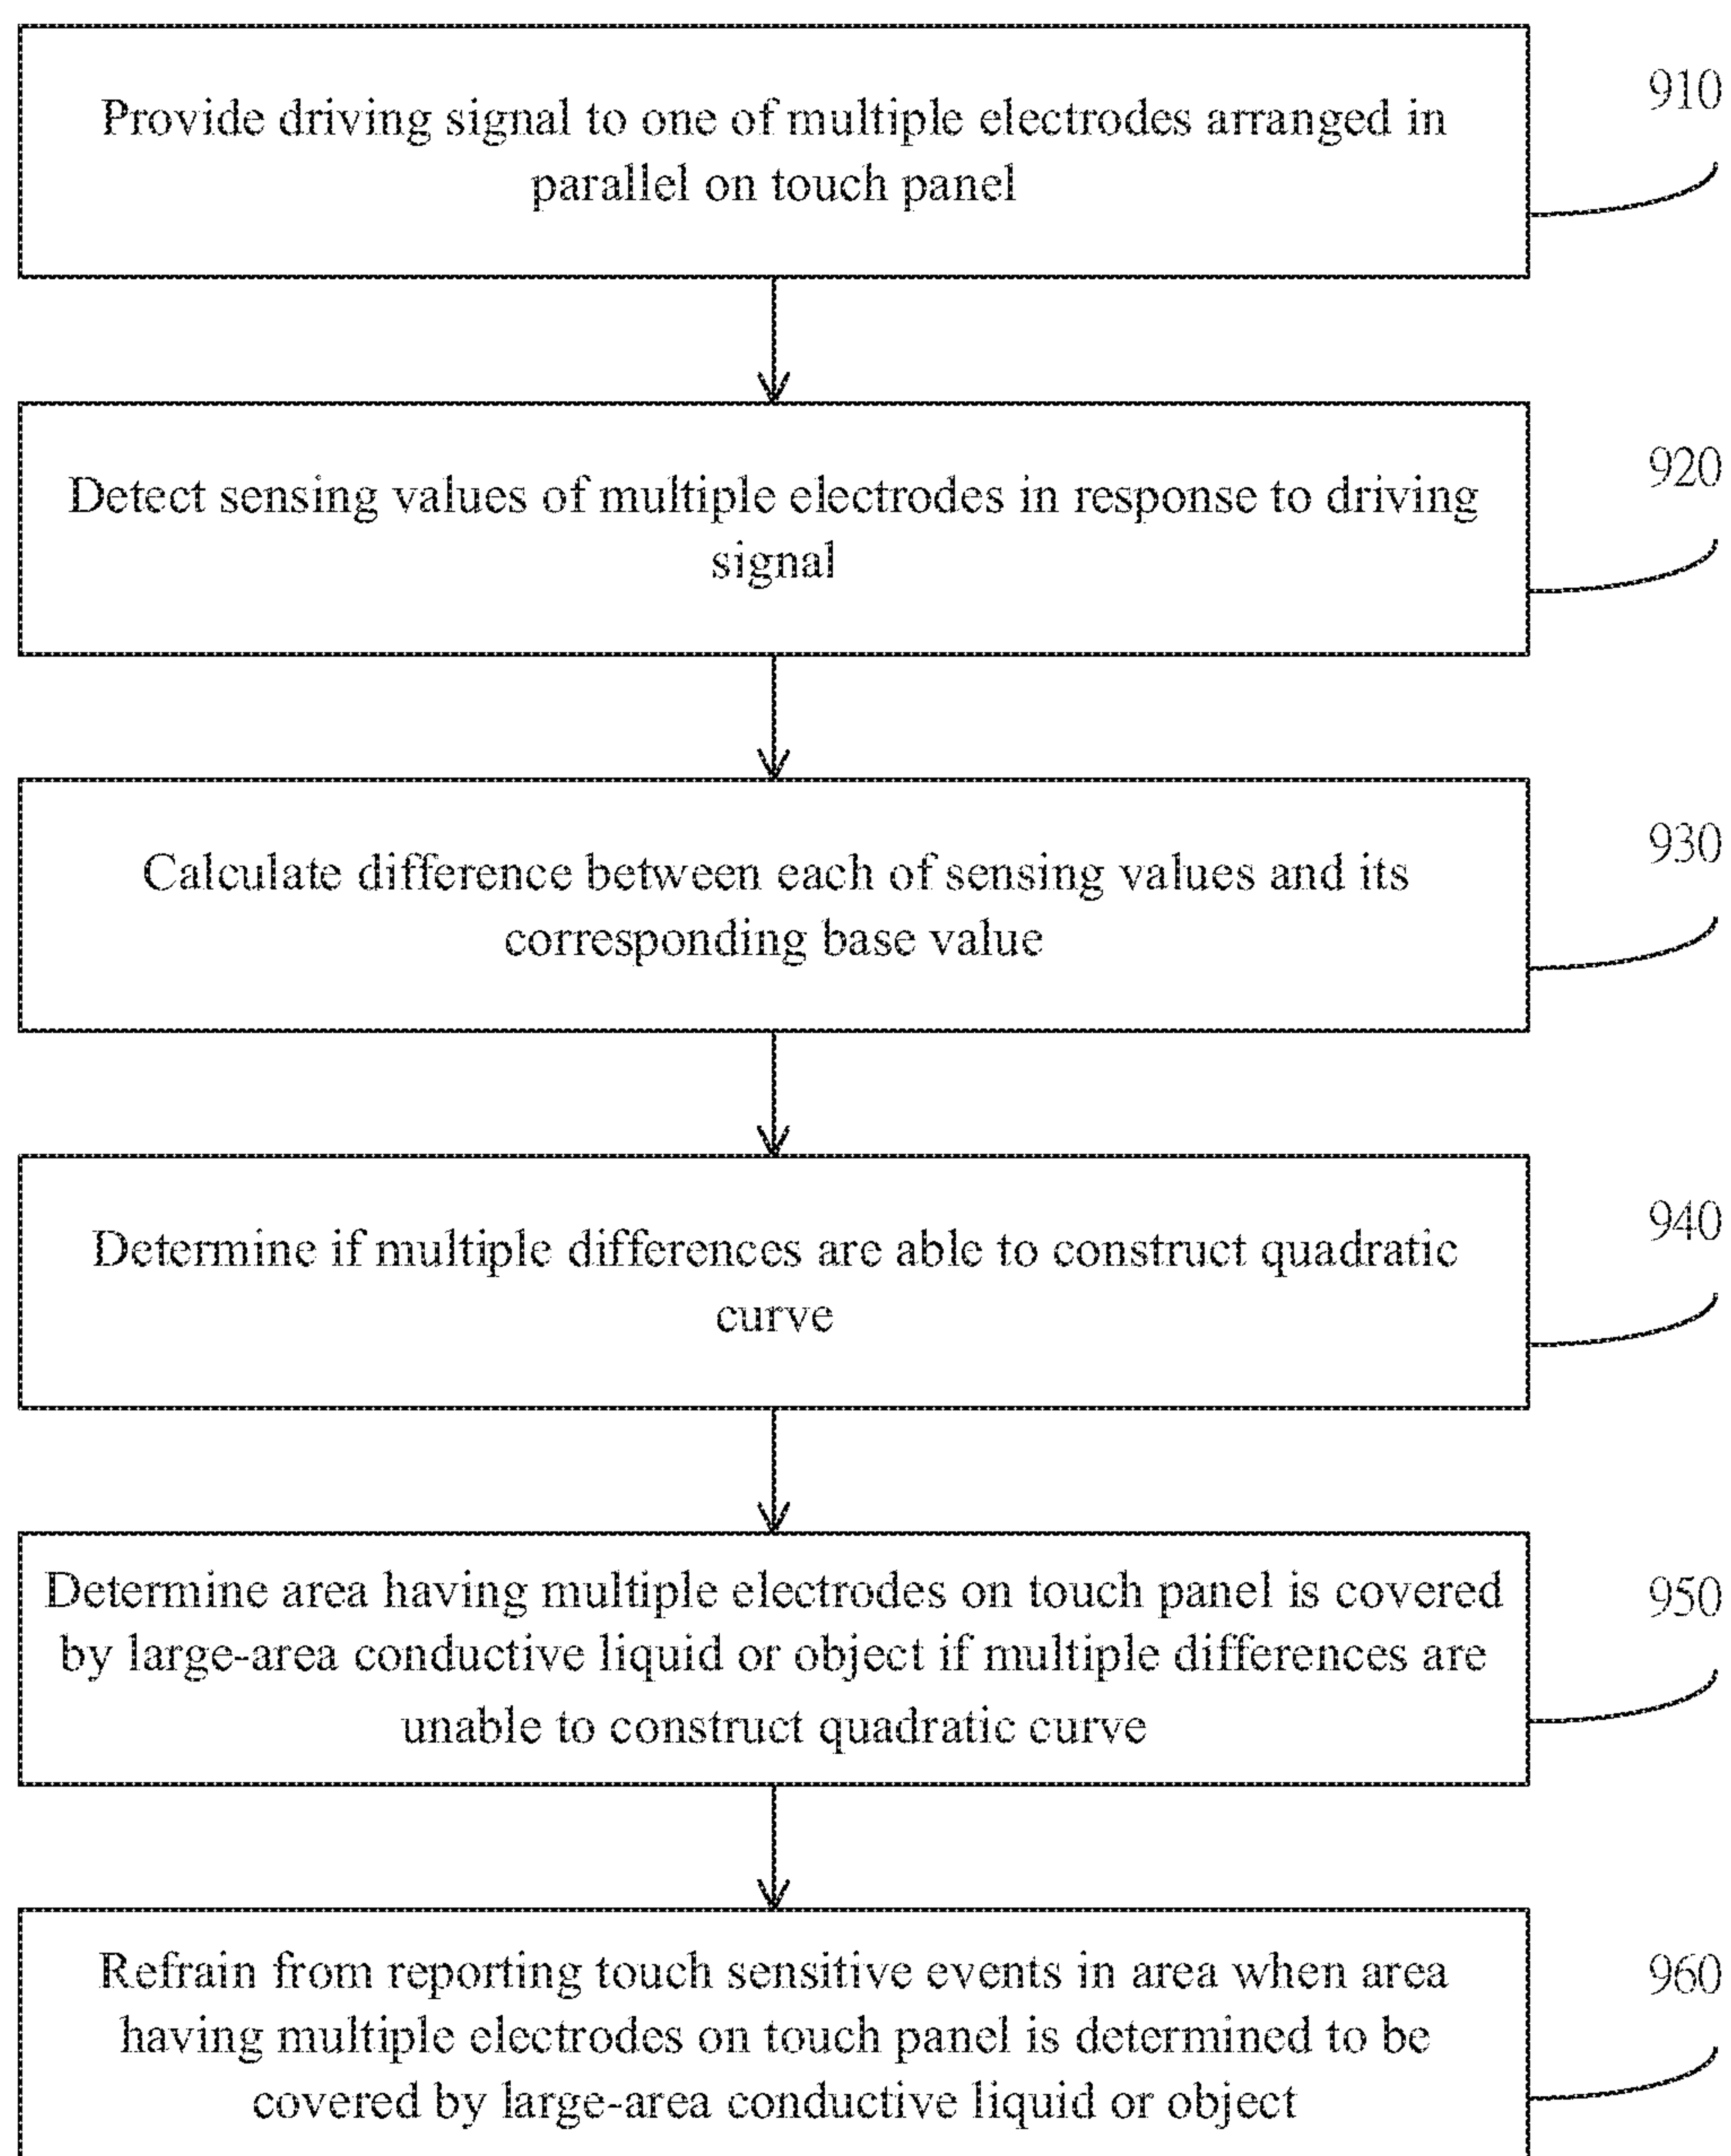 Provide driving signal to one of multiple electrodes arranged in
parallel on touch panel
910
Detect sensing values of multiple electrodes in response to driving
signal
920
Calculate difference between each of sensing values and its
corresponding base value
930
Determine if multiple differences are able to construct quadratic
curve
940
Determine area having multiple electrodes on touch panel is covered
by large-area conductive liquid or object if multiple differences are
unable to construct quadratic curve
950
Refrain from reporting touch sensitive events in area when area
having multiple electrodes on touch panel is determined to be
covered by large-area conductive liquid or object
960